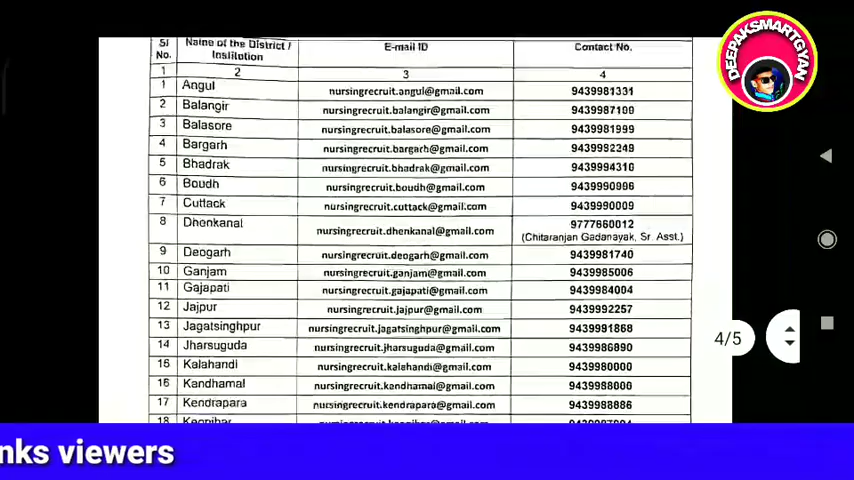 DEEPAKSMARTGYAN
Sl No. Name of the District / Institution E-mail ID Contact No.
1 2 3 4
1 Angul nursingrecruit.angul@gmail.com 9439981331
2 Balangir nursingrecruit.balangir@gmail.com 9439987100
3 Balasore nursingrecruit.balasore@gmail.com 9439981999
4 Bargarh nursingrecruit.bargarh@gmail.com 9439992249
5 Bhadrak nursingrecruit.bhadrak@gmail.com 9439994310
6 Boudh nursingrecruit.boudh@gmail.com
7 Cuttack nursingrecruit.cuttack@gmail.com 9439990009
8 Dhenkanal nursingrecruit.dhenkanal@gmail.com 9777660012
(Chitaranjan Gadanayak, Sr. Asst.)
9 Deogarh nursingrecruit.deogarh@gmail.com 9439981740
10 Ganjam nursingrecruit.ganjam@gmail.com 9439985006
11 Gajapati nursingrecruit.gajapati@gmail.com 9439984004
12 Jajpur nursingrecruit.jajpur@gmail.com 9439992257
13 Jagatsinghpur nursingrecruit.jagatsinghpur@gmail.com 9439991868
14 Jharsuguda nursingrecruit.jharsuguda@gmail.com
15 Kalahandi nursingrecruit.kalahandi@gmail.com 9439980000
16 Kandhamal nursingrecruit.kendhamal@gmail.com 9439988000
17 Kendrapara nursingrecruit.kendrapara@gmail.com
18
4/5
nks viewers